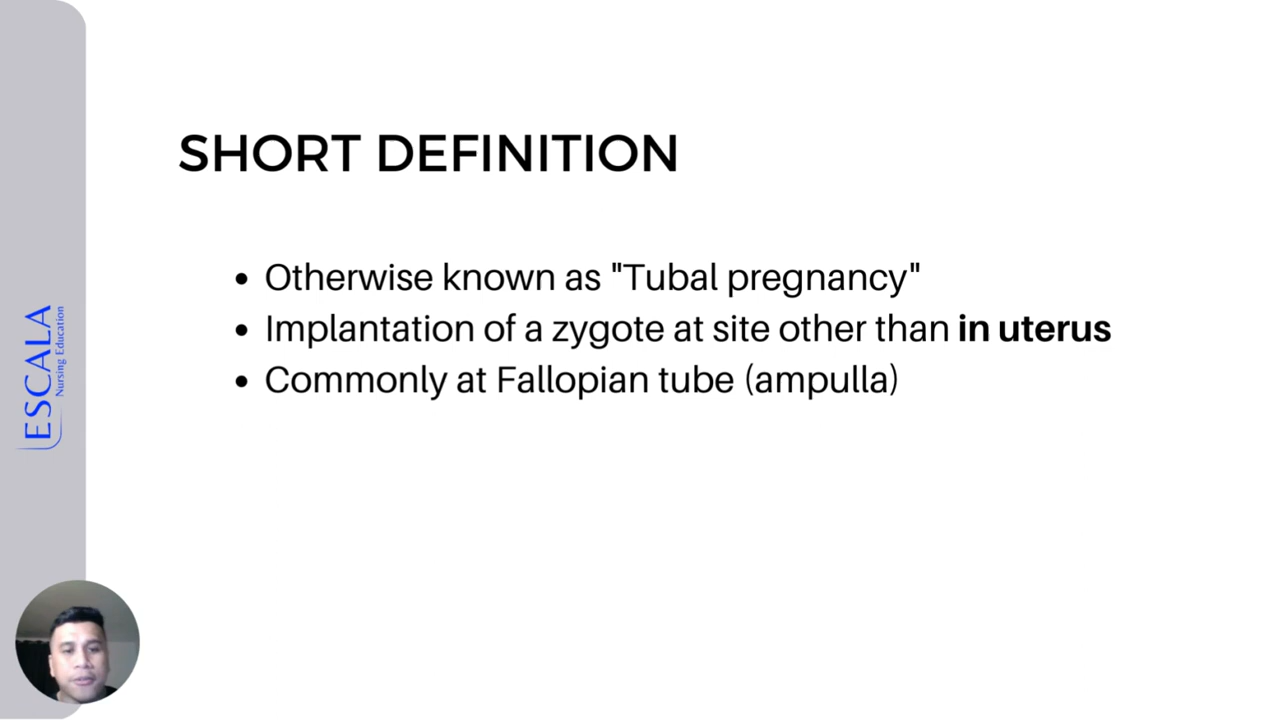 SHORT DEFINITION
Otherwise known as "Tubal pregnancy"
Implantation of a zygote at site other than in uterus
Commonly at Fallopian tube (ampulla)
ESCALA
Nursing Education